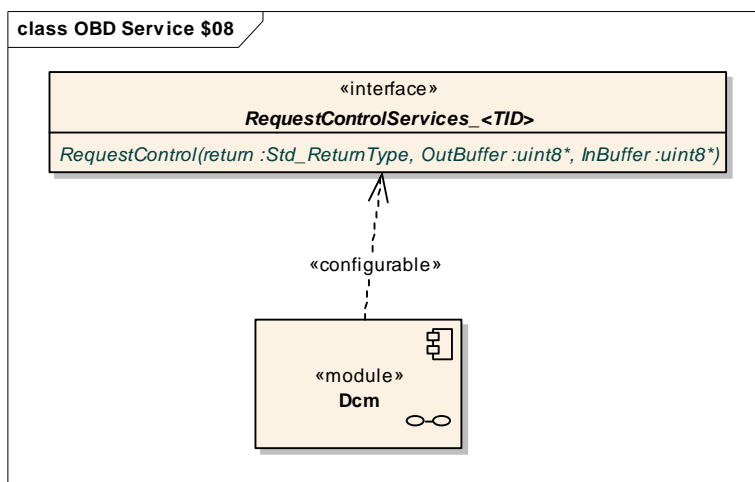 class OBD Service $08
«interface»
RequestControlServices_<TID>
RequestControl(return :Std_ReturnType, OutBuffer :uint8*, InBuffer :uint8*)
«configurable»
«module»
Dcm